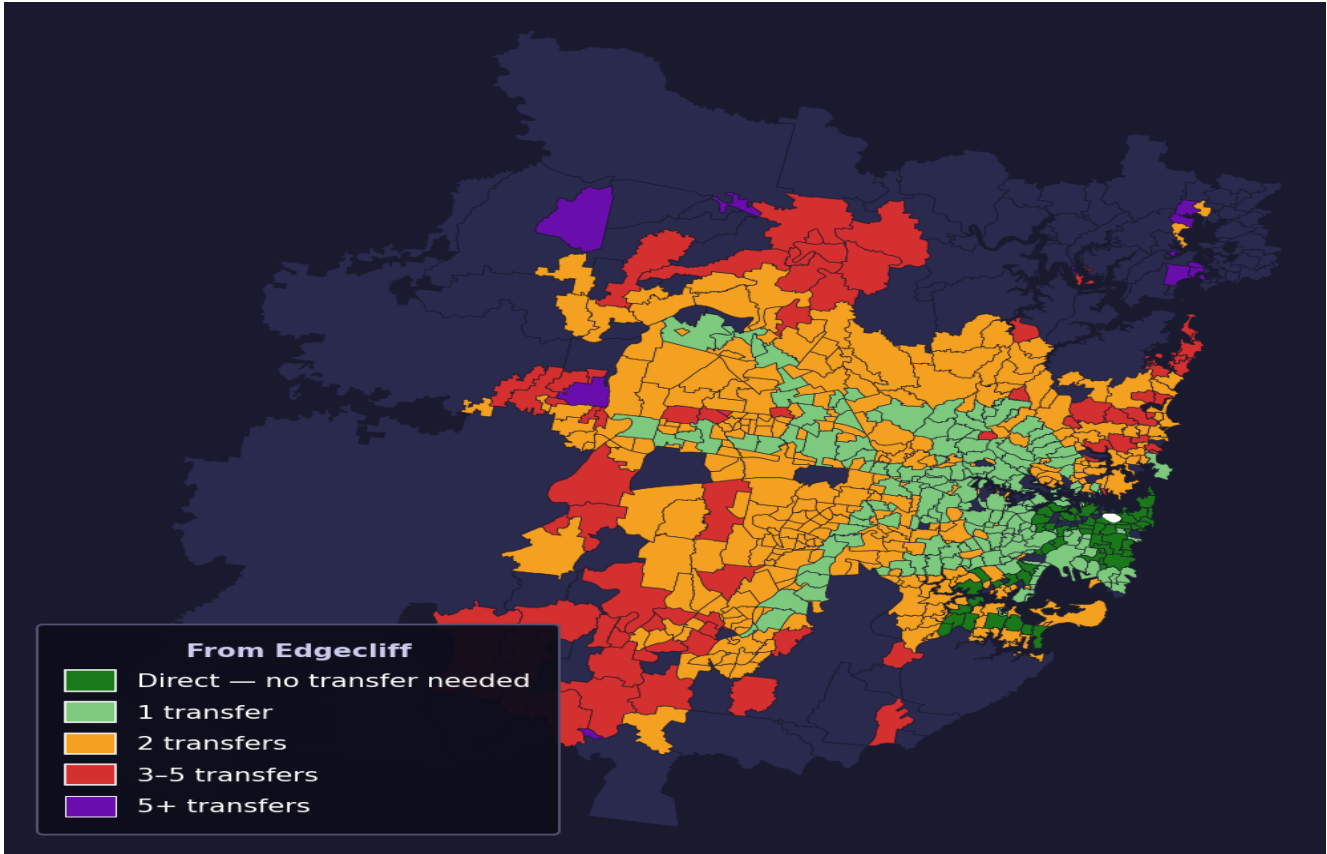 From Edgecliff
Direct — no transfer needed
1 transfer
2 transfers
3–5 transfers
5+ transfers